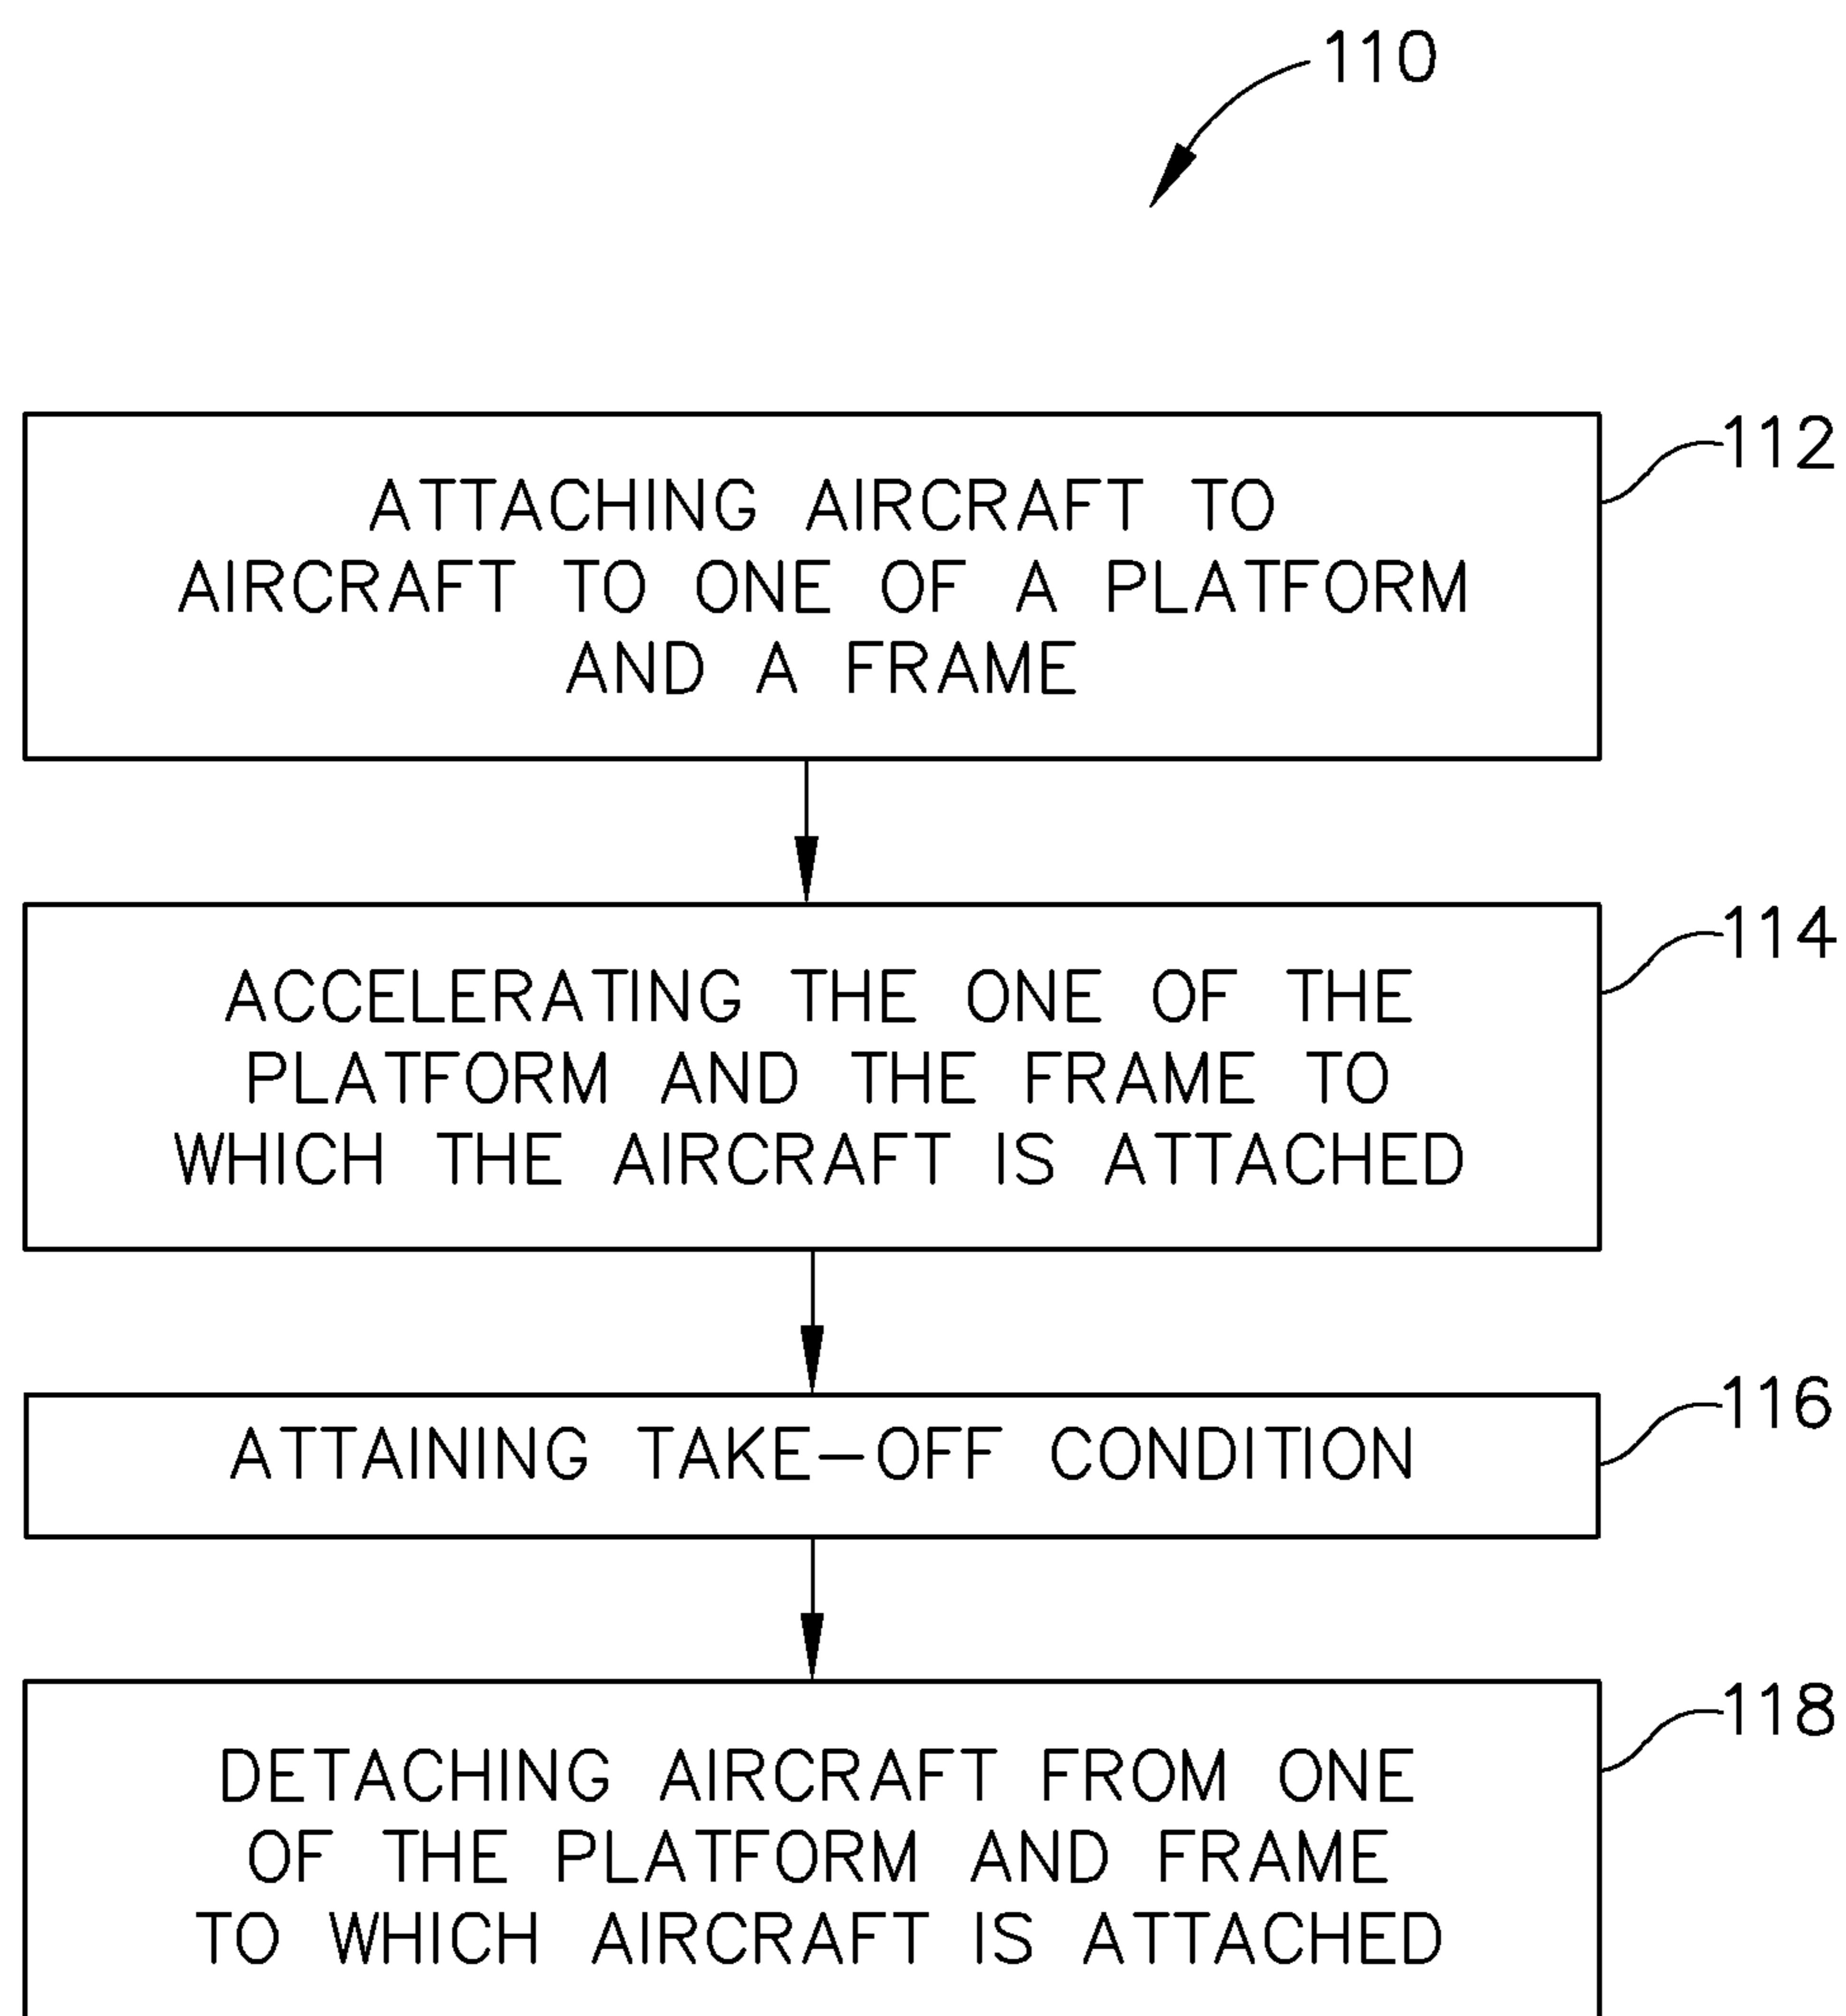 110
112
ATTACHING AIRCRAFT TO
AIRCRAFT TO ONE OF A PLATFORM
AND A FRAME
114
ACCELERATING THE ONE OF THE
PLATFORM AND THE FRAME TO
WHICH THE AIRCRAFT IS ATTACHED
116
ATTAINING TAKE-OFF CONDITION
118
DETACHING AIRCRAFT FROM ONE
OF THE PLATFORM AND FRAME
TO WHICH AIRCRAFT IS ATTACHED